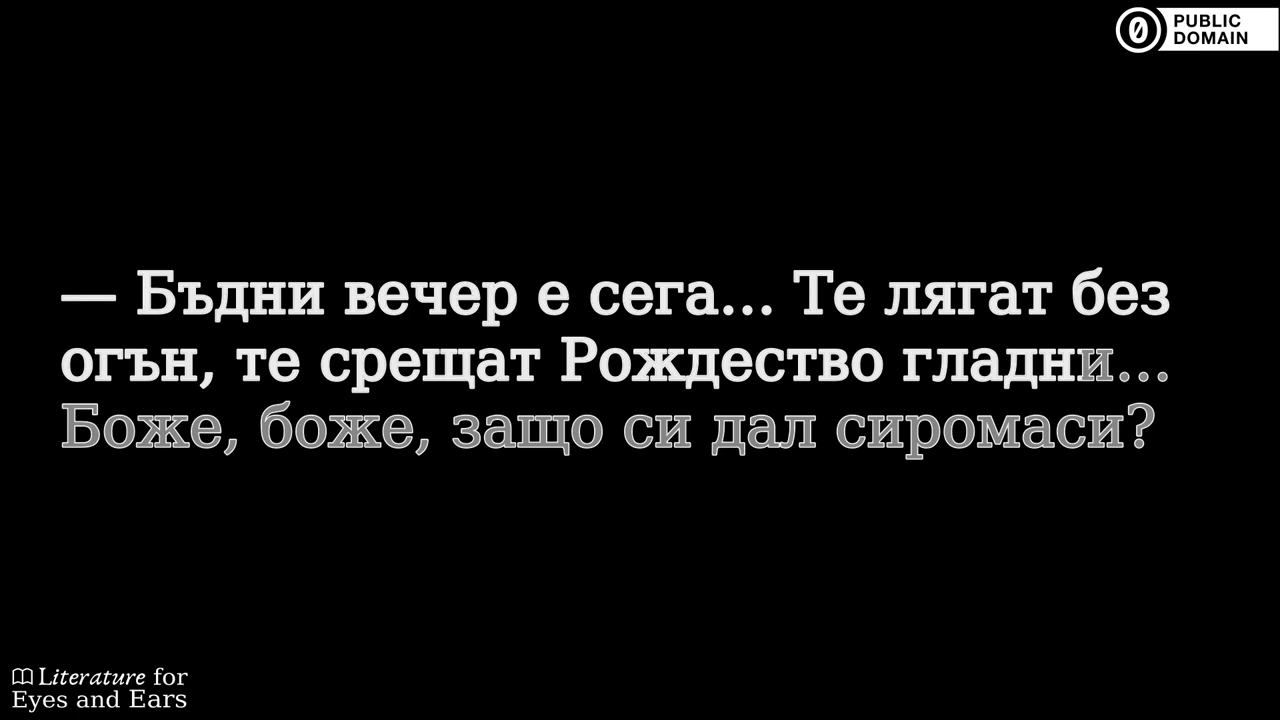 PUBLIC
DOMAIN
— Бъдни вечер е сега... Те лягат без
огън, те срещат Рождество гладни...
Боже, боже, защо си дал сиромаси?
Literature for
Eyes and Ears